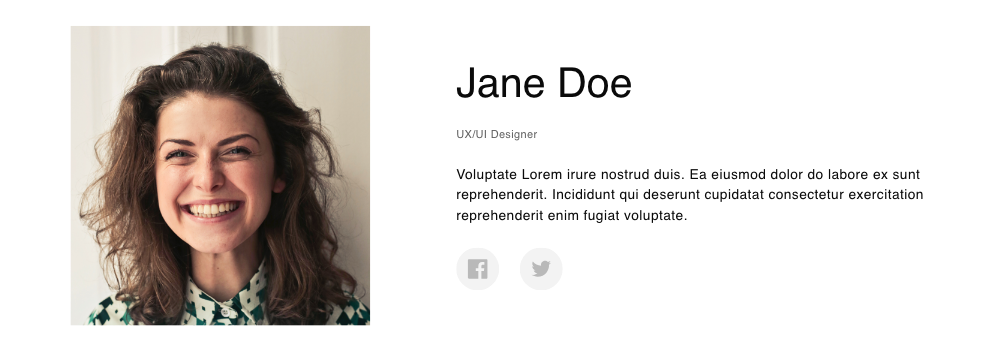 Jane Doe
UX/UI Designer
Voluptate Lorem irure nostrud duis. Ea eiusmod dolor do labore ex sunt
reprehenderit. Incididunt qui deserunt cupidatat consectetur exercitation
reprehenderit enim fugiat voluptate.